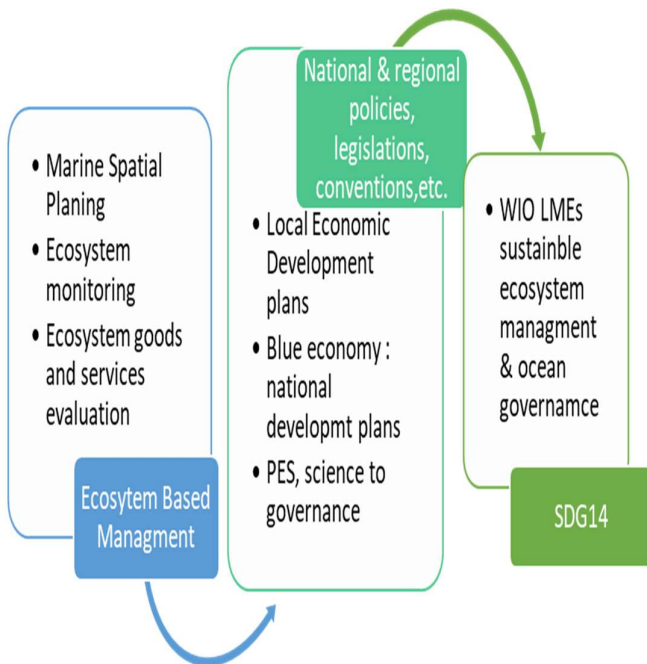 • Marine Spatial
Planing
• Ecosystem
monitoring
• Ecosystem goods
and services
evaluation
Ecosytem Based
Managment
National & regional
policies,
legislations,
conventions,etc.
• Local Economic
Development
plans
• Blue economy :
national
developmt plans
• PES, science to
governance
• WIO LMEs
sustainble
ecosystem
managment
& ocean
governamce
SDG14